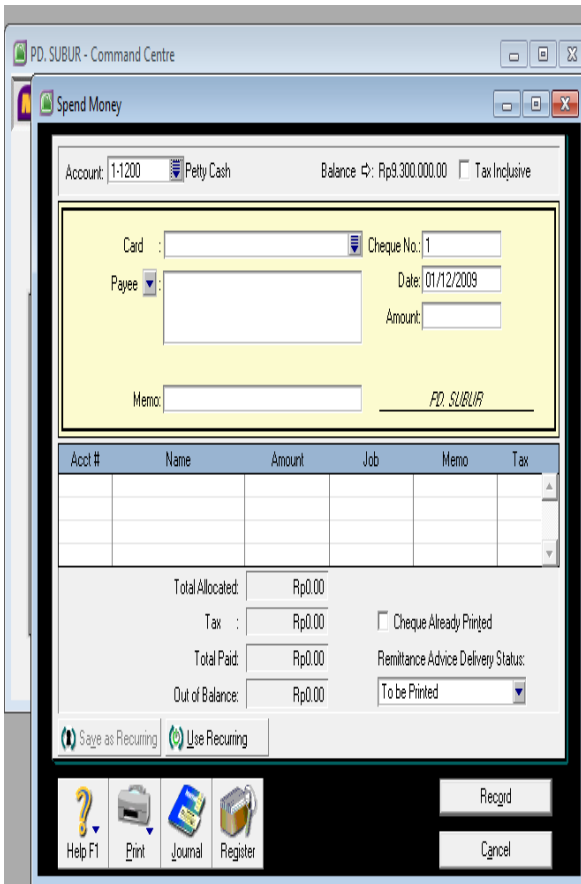 PD. SUBUR - Command Centre
Spend Money
Account: 1-1200 Petty Cash Balance ⇨: Rp9.300.000.00 Tax Inclusive
Card : Cheque No.: 1
Payee : Date: 01/12/2009
Amount:
Memo: PD. SUBUR
Acct # Name Amount Job Memo Tax
Total Allocated: Rp0.00
Tax : Rp0.00 Cheque Already Printed
Total Paid: Rp0.00 Remittance Advice Delivery Status:
Out of Balance: Rp0.00 To be Printed
Save as Recurring Use Recurring
Record
Help F1 Print Journal Register Cancel